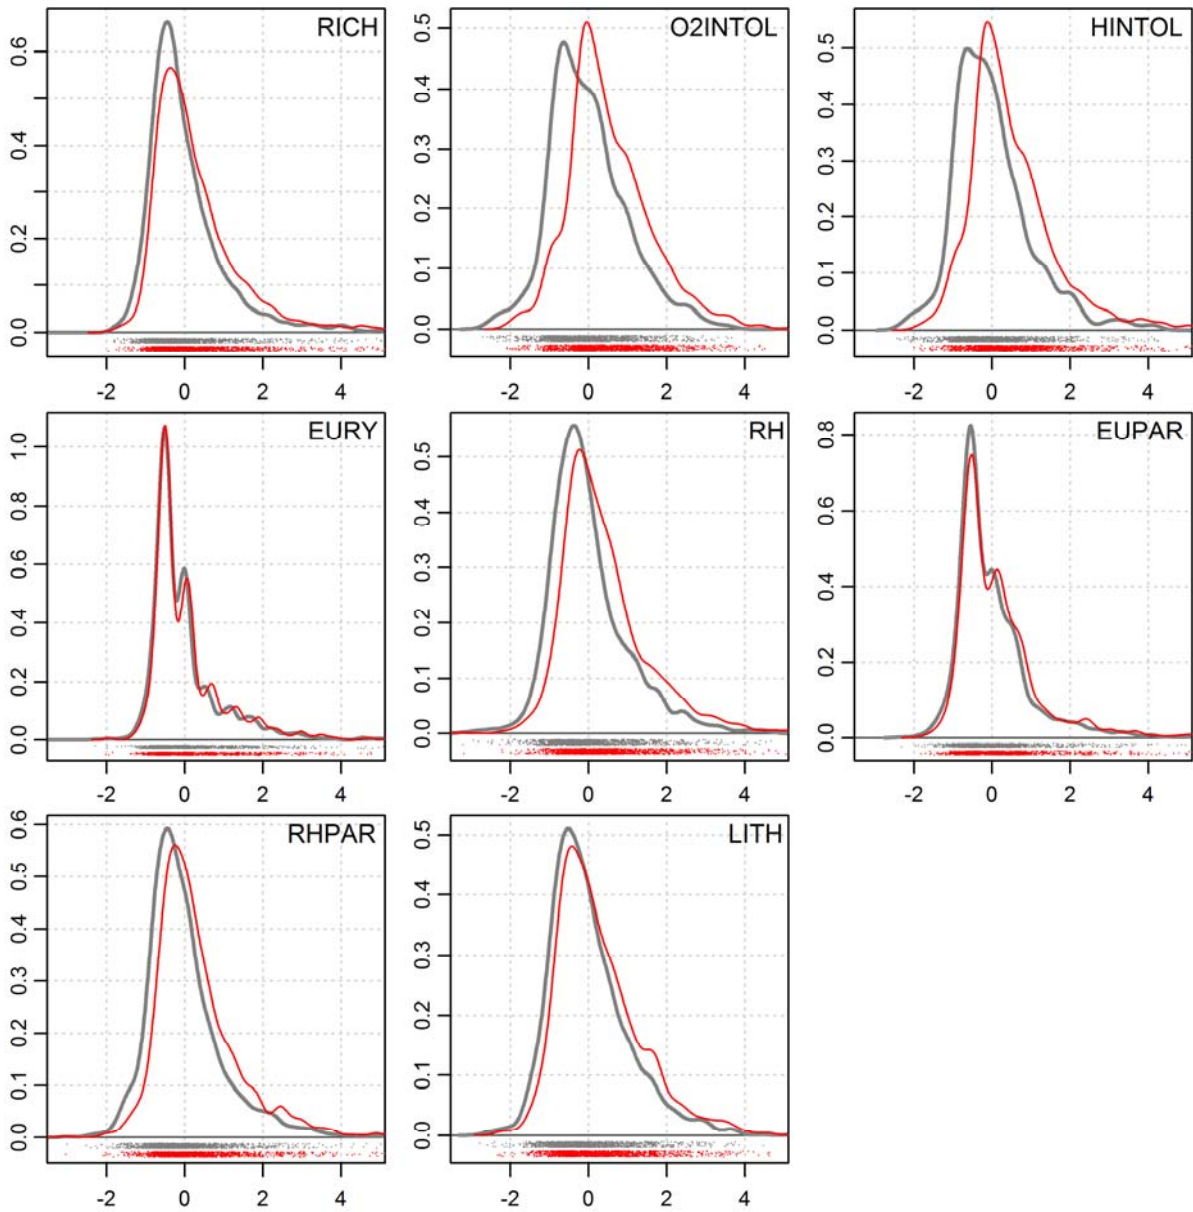 RICH
0.0 0.2 0.4 0.6
-2 0 2 4
O2INTOL
0.0 0.1 0.2 0.3 0.4 0.5
-2 0 2 4
HINTOL
0.0 0.1 0.2 0.3 0.4 0.5
-2 0 2 4
EURY
0.0 0.2 0.4 0.6 0.8 1.0
-2 0 2 4
RH
0.0 0.1 0.2 0.3 0.4 0.5
-2 0 2 4
EUPAR
0.0 0.2 0.4 0.6 0.8
-2 0 2 4
RHPAR
0.0 0.1 0.2 0.3 0.4 0.5 0.6
-2 0 2 4
LITH
0.0 0.1 0.2 0.3 0.4 0.5
-2 0 2 4